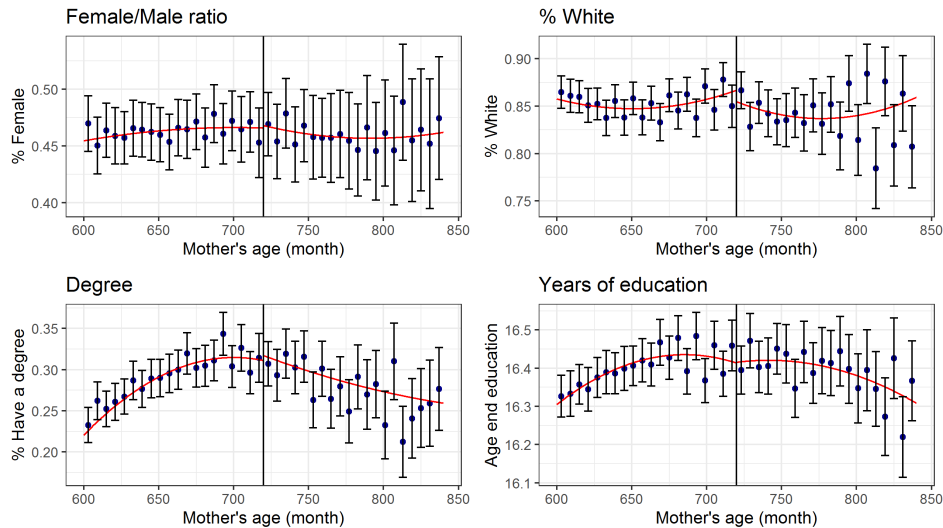 Female/Male ratio
% Female
0.50
0.45
0.40
600 650 700 750 800 850
Mother's age (month)
% White
% White
0.90
0.85
0.80
0.75
600 650 700 750 800 850
Mother's age (month)
Degree
% Have a degree
0.35
0.30
0.25
0.20
600 650 700 750 800 850
Mother's age (month)
Years of education
Age end education
16.5
16.4
16.3
16.2
16.1
600 650 700 750 800 850
Mother's age (month)